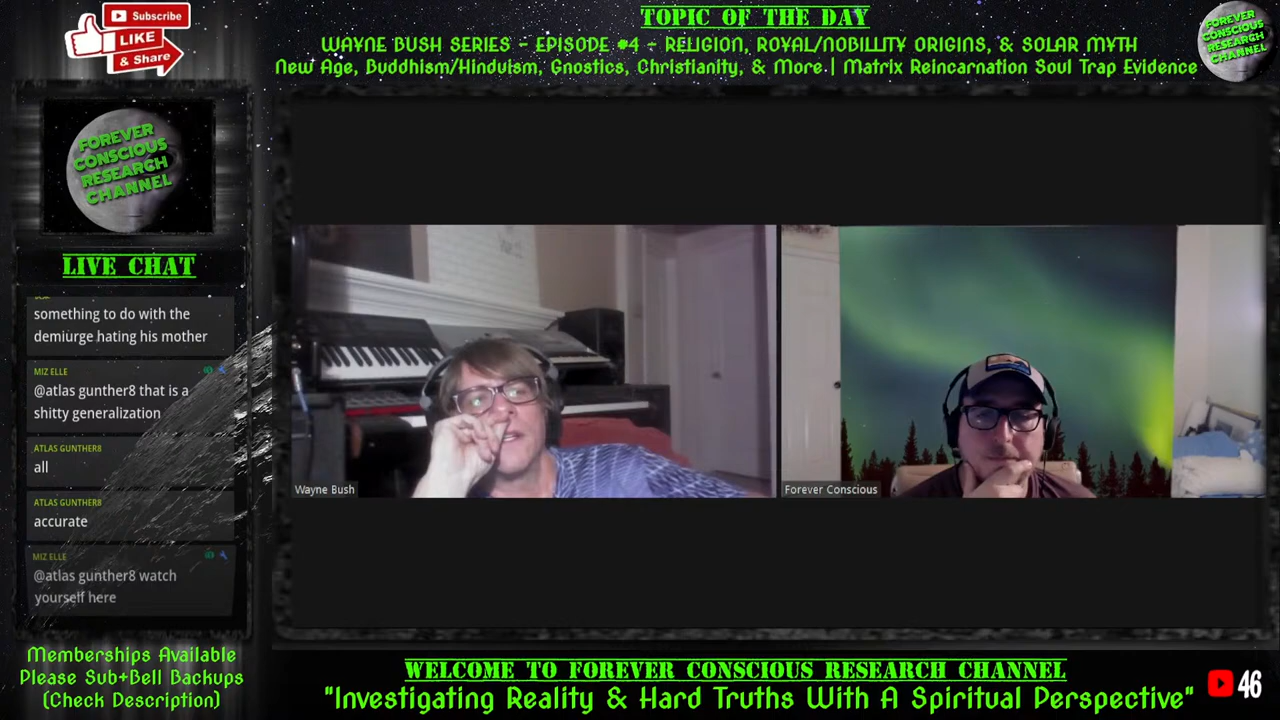 Subscribe
LIKE
& Share
TOPIC OF THE DAY
WAYNE BUSH SERIES - EPISODE #4 - RELIGION, ROYAL/NOBILLITY ORIGINS, & SOLAR MYTH
New Age, Buddhism/Hinduism, Gnostics, Christianity, & More | Matrix Reincarnation Soul Trap Evidence
FOREVER
CONSCIOUS
RESEARCH
CHANNEL
FOREVER
CONSCIOUS
RESEARCH
CHANNEL
LIVE CHAT
something to do with the
demiurge hating his mother
MIZ ELLE
@atlas gunther8 that is a
shitty generalization
ATLAS GUNTHER8
all
ATLAS GUNTHER8
accurate
MIZ ELLE
@atlas gunther8 watch
yourself here
Wayne Bush
Forever Conscious
Memberships Available
Please Sub+Bell Backups
(Check Description)
WELCOME TO FOREVER CONSCIOUS RESEARCH CHANNEL
"Investigating Reality & Hard Truths With A Spiritual Perspective"
46